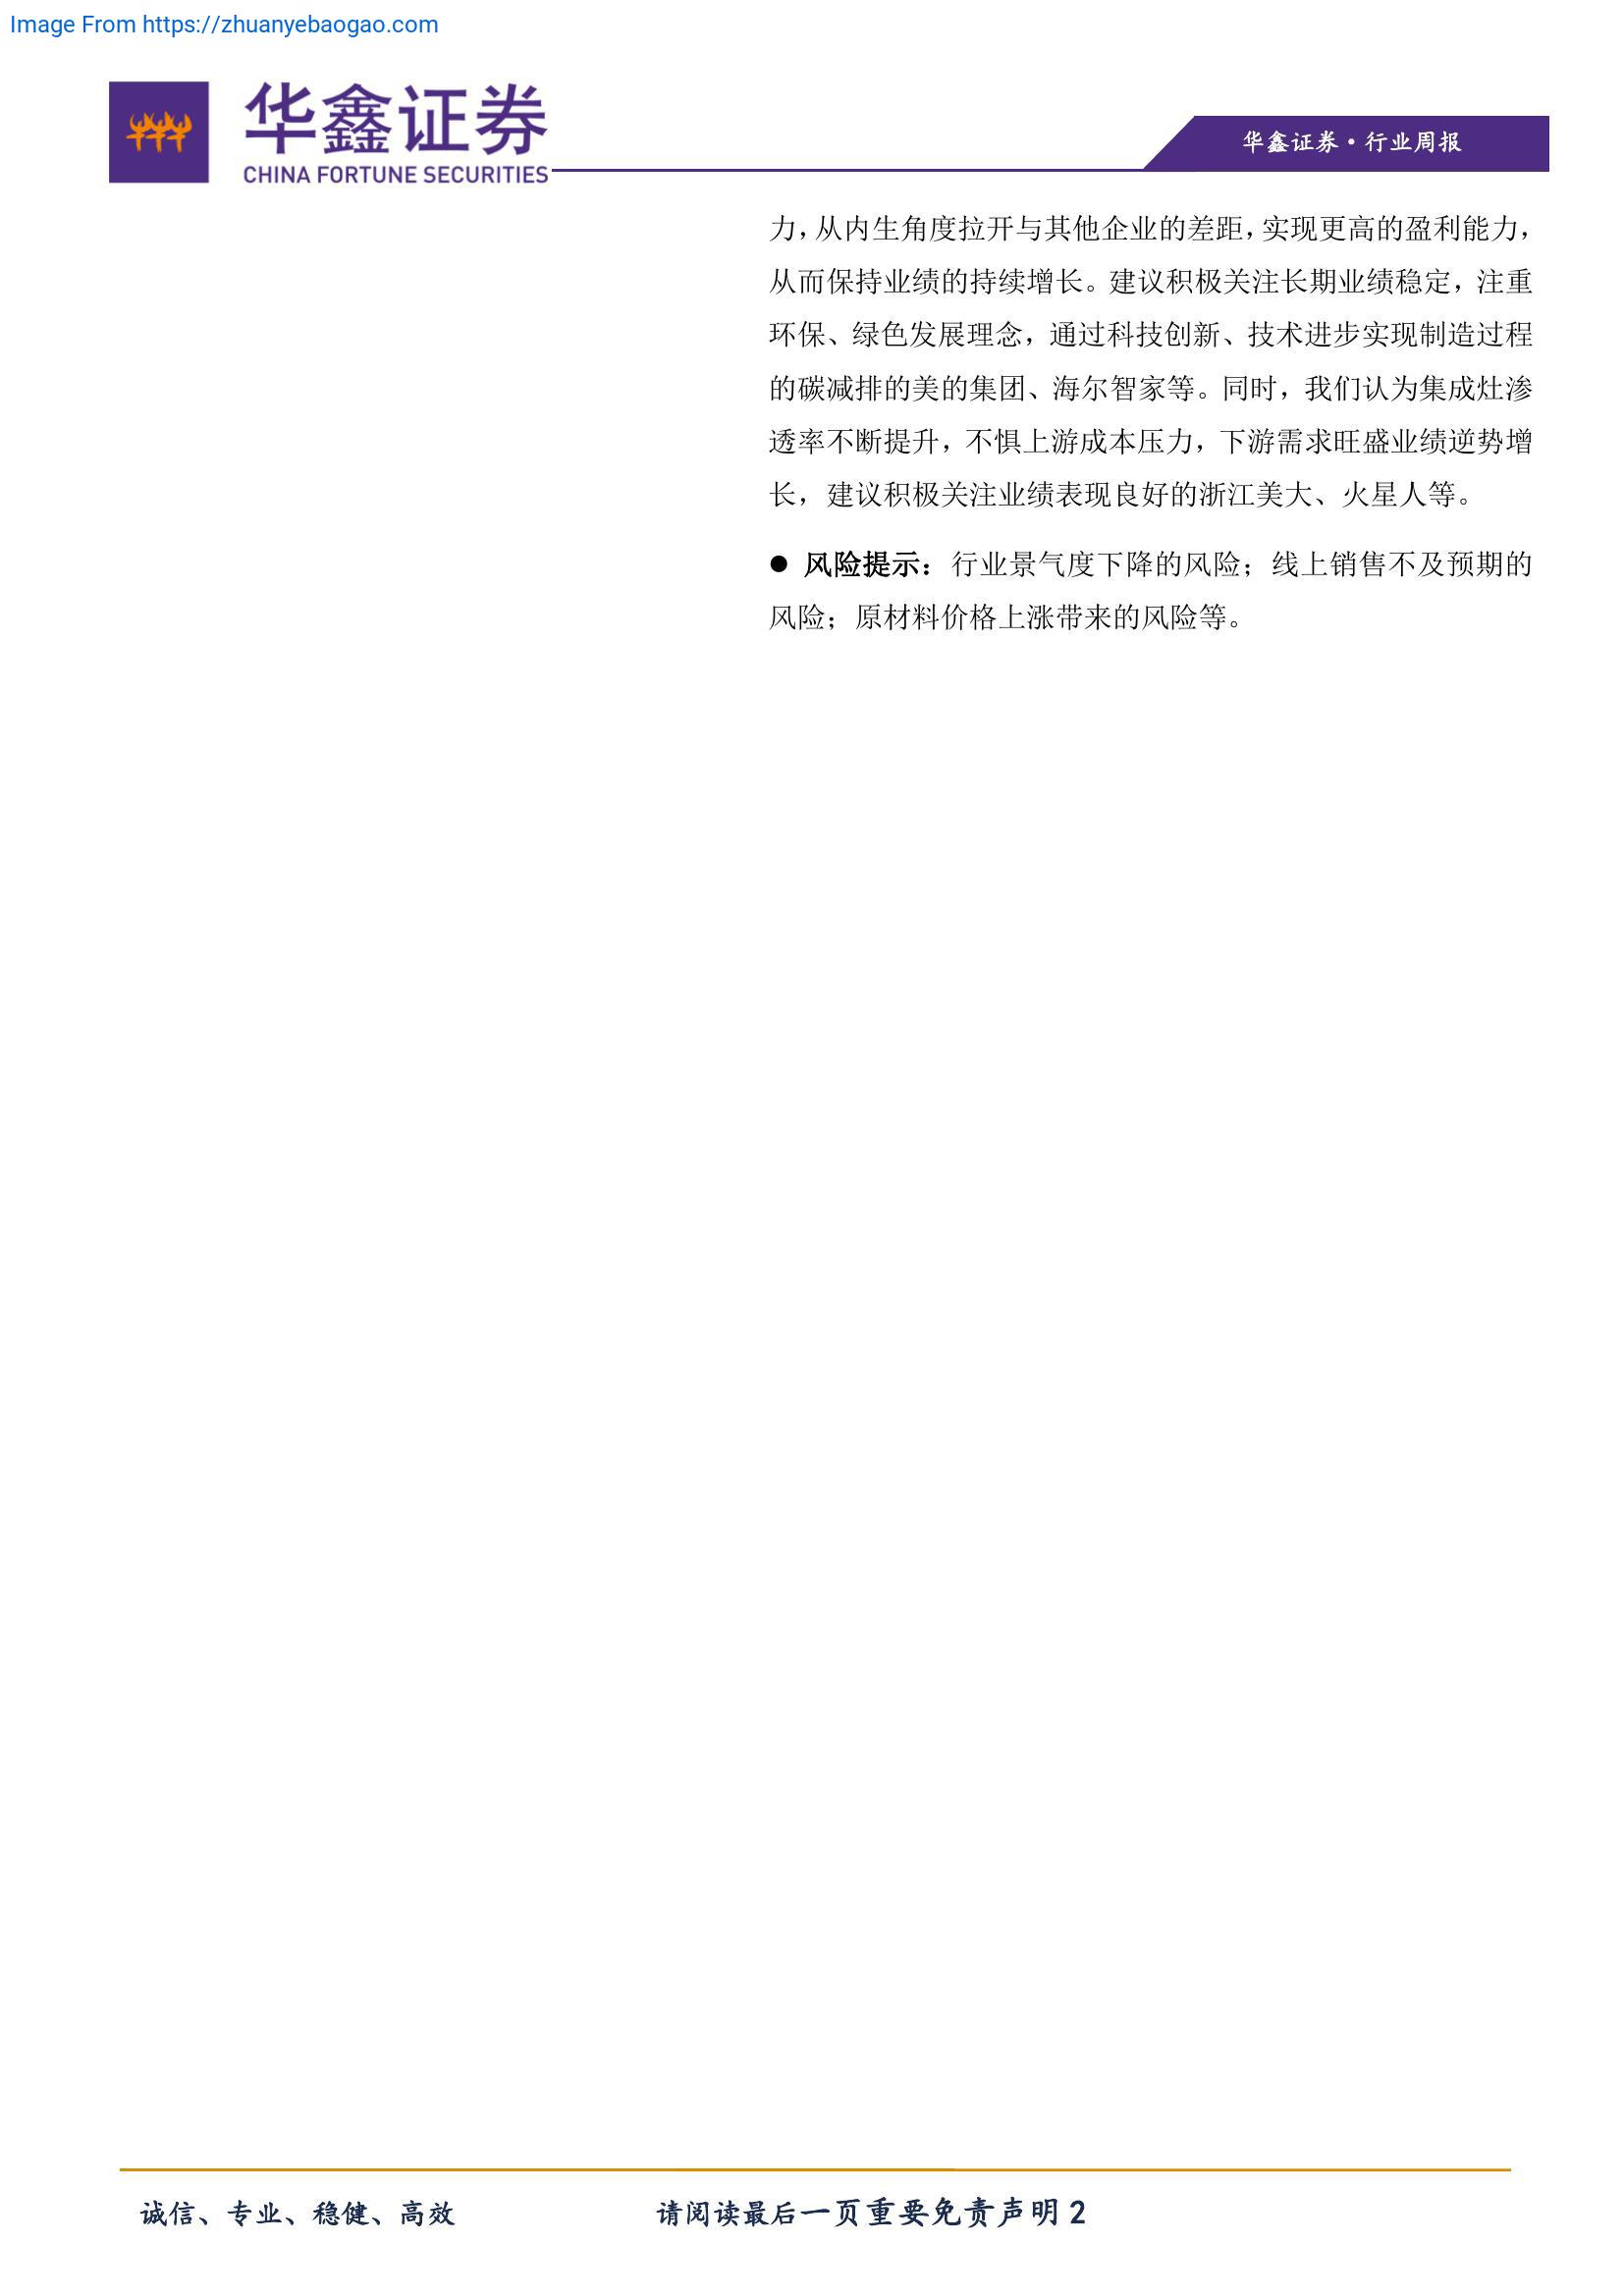 Image From https://zhuanyebaogao.com
华鑫证券
CHINA FORTUNE SECURITIES
华鑫证券·行业周报
力，从内生角度拉开与其他企业的差距，实现更高的盈利能力，
从而保持业绩的持续增长。建议积极关注长期业绩稳定，注重
环保、绿色发展理念，通过科技创新、技术进步实现制造过程
的碳减排的美的集团、海尔智家等。同时，我们认为集成灶渗
透率不断提升，不惧上游成本压力，下游需求旺盛业绩逆势增
长，建议积极关注业绩表现良好的浙江美大、火星人等。
● 风险提示：行业景气度下降的风险；线上销售不及预期的
风险；原材料价格上涨带来的风险等。
诚信、专业、稳健、高效
请阅读最后一页重要免责声明 2